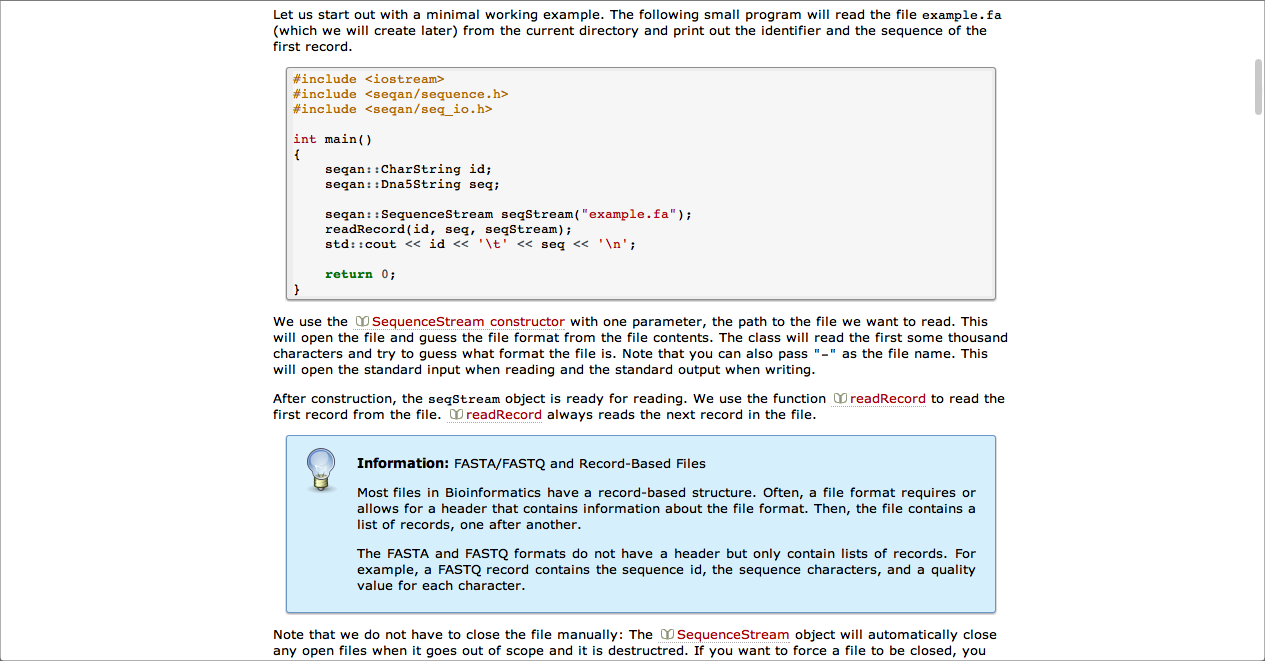 Let us start out with a minimal working example. The following small program will read the file example.fa
(which we will create later) from the current directory and print out the identifier and the sequence of the
first record.
#include <iostream>
#include <seqan/sequence.h>
#include <seqan/seq_io.h>
int main()
{
    seqan::CharString id;
    seqan::Dna5String seq;
    seqan::SequenceStream seqStream("example.fa");
    readRecord(id, seq, seqStream);
    std::cout << id << '\t' << seq << '\n';
    return 0;
}
We use the SequenceStream constructor with one parameter, the path to the file we want to read. This
will open the file and guess the file format from the file contents. The class will read the first some thousand
characters and try to guess what format the file is. Note that you can also pass "-" as the file name. This
will open the standard input when reading and the standard output when writing.
After construction, the seqStream object is ready for reading. We use the function readRecord to read the
first record from the file. readRecord always reads the next record in the file.
Information: FASTA/FASTQ and Record-Based Files
Most files in Bioinformatics have a record-based structure. Often, a file format requires or
allows for a header that contains information about the file format. Then, the file contains a
list of records, one after another.
The FASTA and FASTQ formats do not have a header but only contain lists of records. For
example, a FASTQ record contains the sequence id, the sequence characters, and a quality
value for each character.
Note that we do not have to close the file manually: The SequenceStream object will automatically close
any open files when it goes out of scope and it is destructred. If you want to force a file to be closed, you